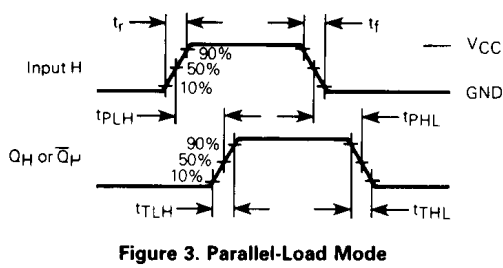 tr
tf
VCC
Input H
90%
50%
10%
GND
tPLH
tPHL
QH or Q̅H
90%
50%
10%
tTLH
tTHL
Figure 3. Parallel-Load Mode